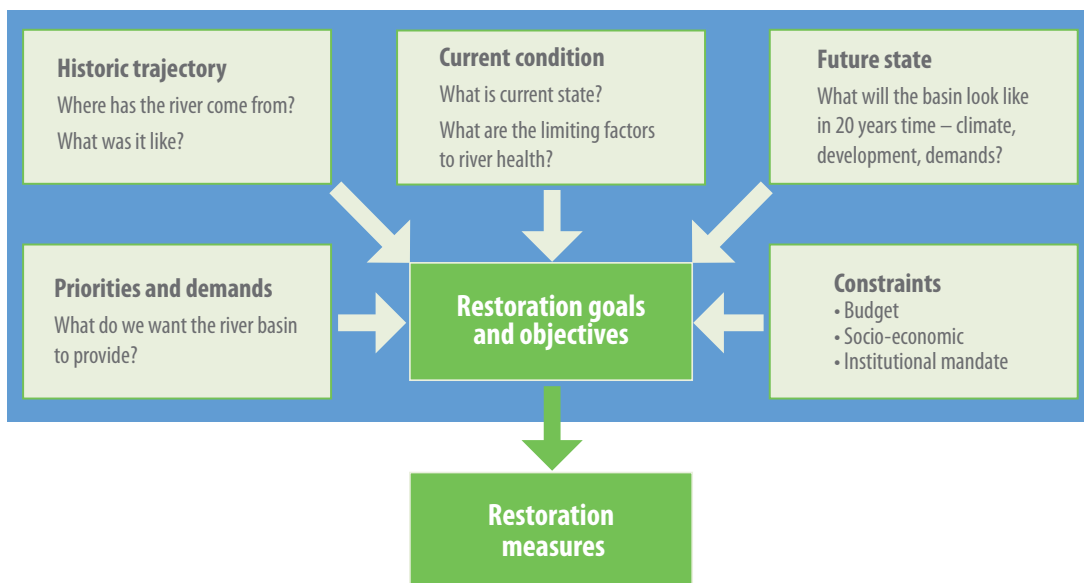 Historic trajectory
Where has the river come from?
What was it like?
Current condition
What is current state?
What are the limiting factors
to river health?
Future state
What will the basin look like
in 20 years time – climate,
development, demands?
Priorities and demands
What do we want the river basin
to provide?
Restoration goals
and objectives
Constraints
• Budget
• Socio-economic
• Institutional mandate
Restoration
measures